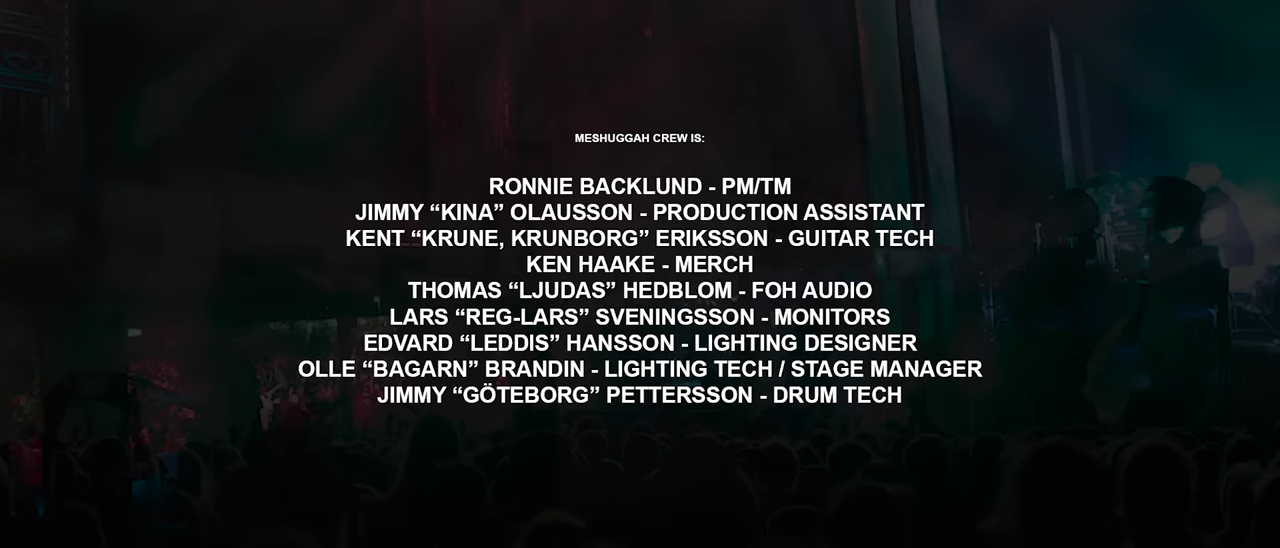 MESHUGGAH CREW IS:
RONNIE BACKLUND - PM/TM
JIMMY “KINA” OLAUSSON - PRODUCTION ASSISTANT
KENT “KRUNE, KRUNBORG” ERIKSSON - GUITAR TECH
KEN HAAKE - MERCH
THOMAS “LJUDAS” HEDBLOM - FOH AUDIO
LARS “REG-LARS” SVENINGSSON - MONITORS
EDVARD “LEDDIS” HANSSON - LIGHTING DESIGNER
OLLE “BAGARN” BRANDIN - LIGHTING TECH / STAGE MANAGER
JIMMY “GÖTEBORG” PETTERSSON - DRUM TECH